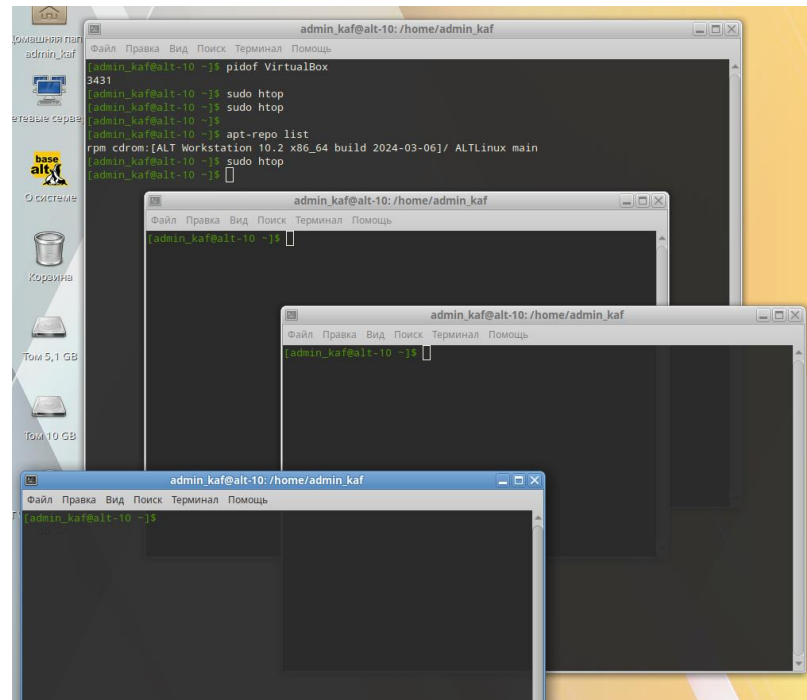 admin_kaf@alt-10: /home/admin_kaf
Файл Правка Вид Поиск Терминал Помощь
[admin_kaf@alt-10 ~]$ pidof VirtualBox
3431
[admin_kaf@alt-10 ~]$ sudo htop
[admin_kaf@alt-10 ~]$ sudo htop
[admin_kaf@alt-10 ~]$
[admin_kaf@alt-10 ~]$ apt-repo list
rpm cdrom:[ALT Workstation 10.2 x86_64 build 2024-03-06]/ ALTLinux main
[admin_kaf@alt-10 ~]$ sudo htop
[admin_kaf@alt-10 ~]$
admin_kaf
base
alt
О системе
Корзина
Том 5,1 GB
Том 10 GB
admin_kaf@alt-10: /home/admin_kaf
Файл Правка Вид Поиск Терминал Помощь
[admin_kaf@alt-10 ~]$
admin_kaf@alt-10: /home/admin_kaf
Файл Правка Вид Поиск Терминал Помощь
[admin_kaf@alt-10 ~]$
admin_kaf@alt-10: /home/admin_kaf
Файл Правка Вид Поиск Терминал Помощь
[admin_kaf@alt-10 ~]$